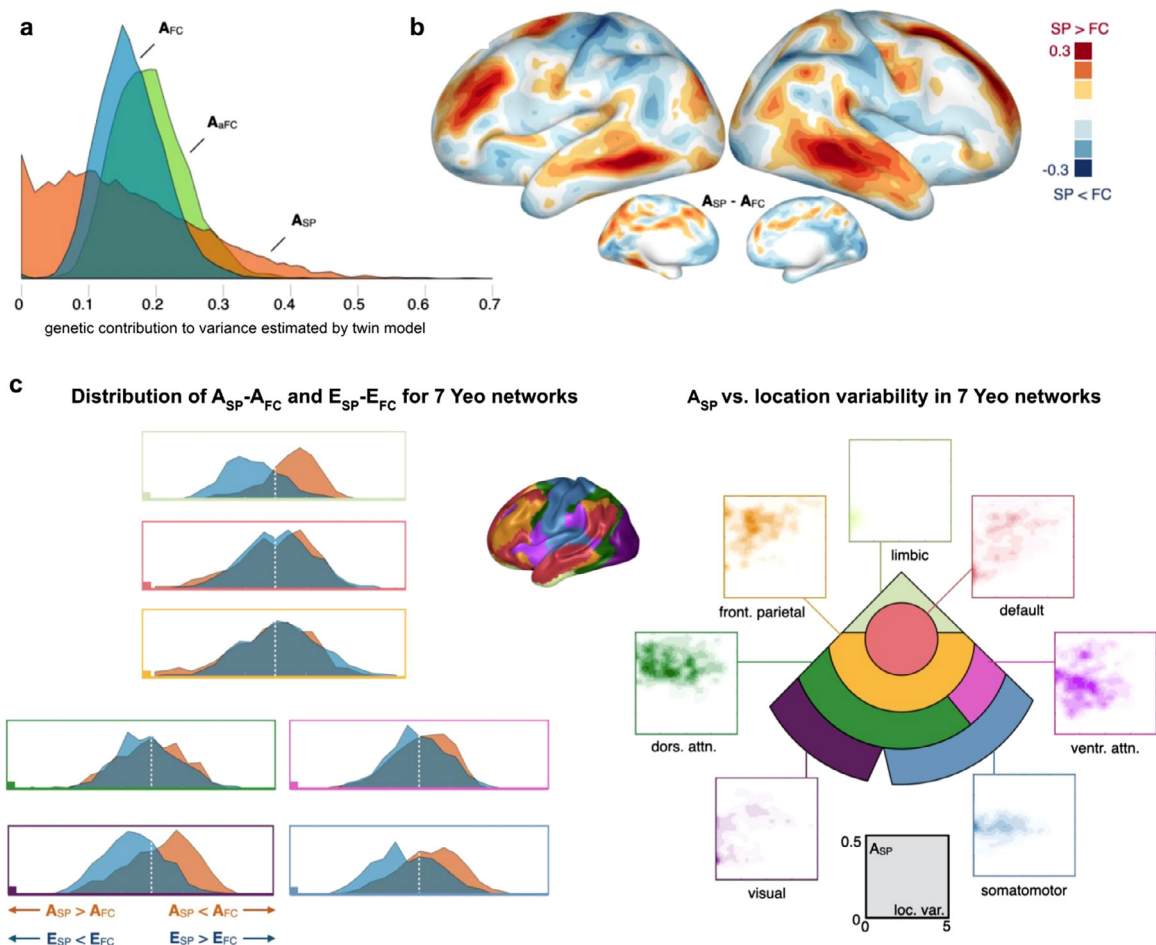 a
A_FC
A_aFC
A_SP
0 0.1 0.2 0.3 0.4 0.5 0.6 0.7
genetic contribution to variance estimated by twin model
b
SP > FC
0.3
-0.3
SP < FC
A_SP - A_FC
c
Distribution of A_SP-A_FC and E_SP-E_FC for 7 Yeo networks
A_SP > A_FC
A_SP < A_FC
E_SP < E_FC
E_SP > E_FC
A_SP vs. location variability in 7 Yeo networks
limbic
front. parietal
default
dors. attn.
ventr. attn.
visual
somatomotor
0.5
A_SP
loc. var.
0
5